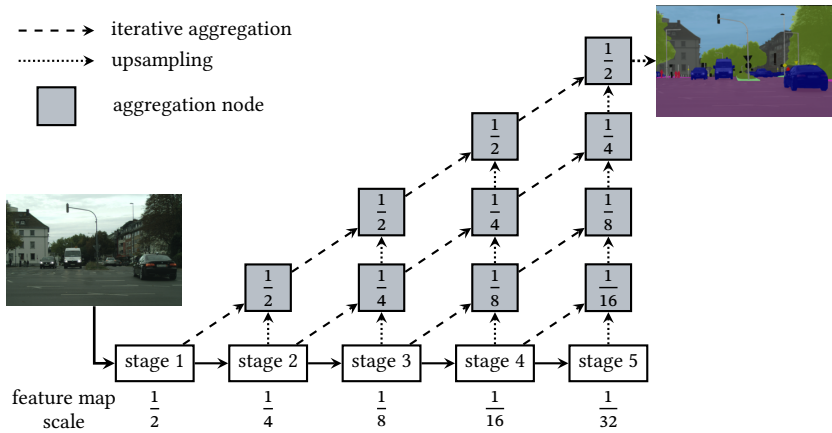 iterative aggregation
upsampling
aggregation node
1/2
1/2
1/4
1/2
1/4
1/8
1/2
1/4
1/8
1/16
stage 1
stage 2
stage 3
stage 4
stage 5
feature map
scale
1/2
1/4
1/8
1/16
1/32